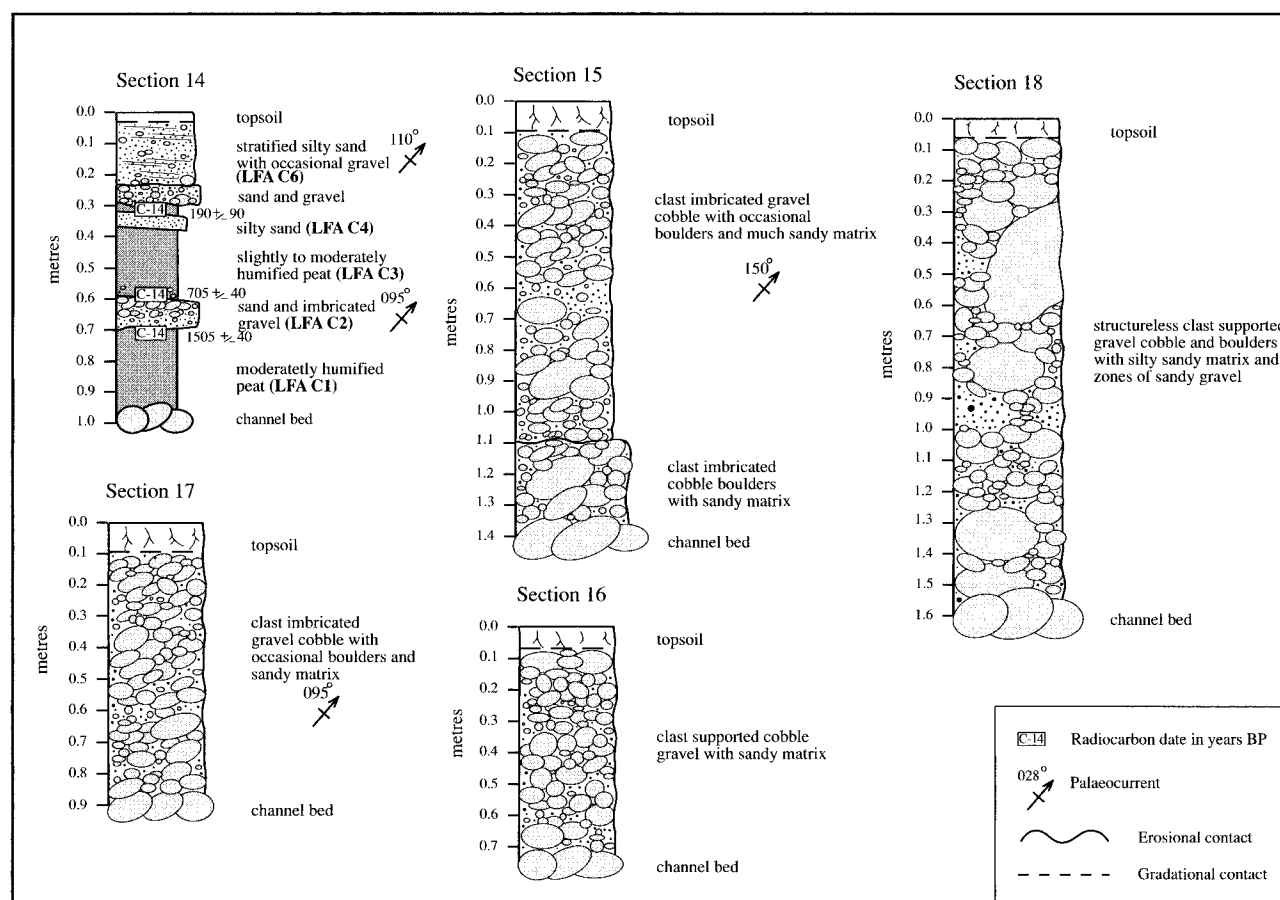 Section 14
0.0
0.1
0.2
0.3
0.4
0.5
0.6
0.7
0.8
0.9
1.0
metres
topsoil
stratified silty sand
with occasional gravel
(LFA C6)
110°
sand and gravel
C-14
190 +/- 90
silty sand (LFA C4)
slightly to moderately
humified peat (LFA C3)
C-14
705 +/- 40
sand and imbricated
gravel (LFA C2)
095°
C-14
1505 +/- 40
moderatetly humified
peat (LFA C1)
channel bed
Section 15
0.0
0.1
0.2
0.3
0.4
0.5
0.6
0.7
0.8
0.9
1.0
1.1
1.2
1.3
1.4
metres
topsoil
clast imbricated gravel
cobble with occasional
boulders and much sandy matrix
150°
clast imbricated
cobble boulders
with sandy matrix
channel bed
Section 18
0.0
0.1
0.2
0.3
0.4
0.5
0.6
0.7
0.8
0.9
1.0
1.1
1.2
1.3
1.4
1.5
1.6
metres
topsoil
structureless clast supported
gravel cobble and boulders
with silty sandy matrix and
zones of sandy gravel
channel bed
Section 17
0.0
0.1
0.2
0.3
0.4
0.5
0.6
0.7
0.8
0.9
metres
topsoil
clast imbricated
gravel cobble with
occasional boulders and
sandy matrix
095°
channel bed
Section 16
0.0
0.1
0.2
0.3
0.4
0.5
0.6
0.7
metres
topsoil
clast supported cobble
gravel with sandy matrix
channel bed
C-14 Radiocarbon date in years BP
028° Palaeocurrent
Erosional contact
Gradational contact